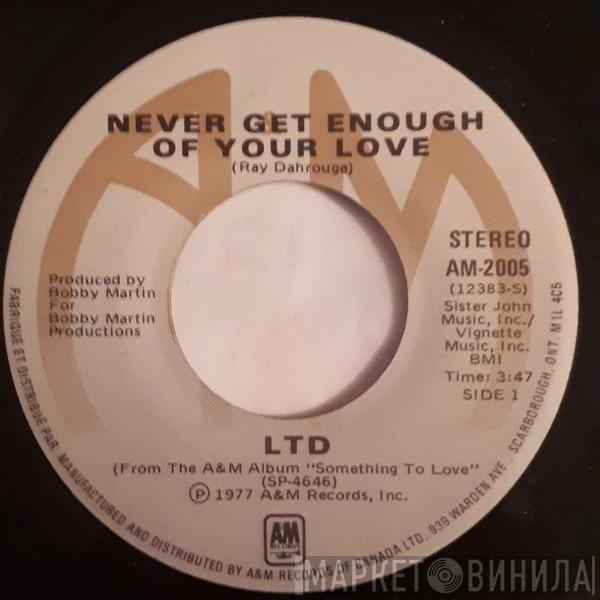 NEVER GET ENOUGH
OF YOUR LOVE
(Ray Dahrouge)
STEREO
AM-2005
(12383-S)
Sister John
Music, Inc./
Vignette
Music, Inc.
BMI
Time: 3:47
SIDE 1
Produced by
Bobby Martin
For
Bobby Martin
Productions
LTD
(From The A&M Album "Something To Love"
(SP-4646)
Ⓟ 1977 A&M Records, Inc.
AM
RECORDS
FABRIQUÉ ET DISTRIBUÉ PAR MANUFACTURED AND DISTRIBUTED BY A&M RECORDS OF CANADA LTD. 939 WARDEN AVE., SCARBOROUGH, ONT. M1L 4C5
МАРКЕТ ВИНИЛА